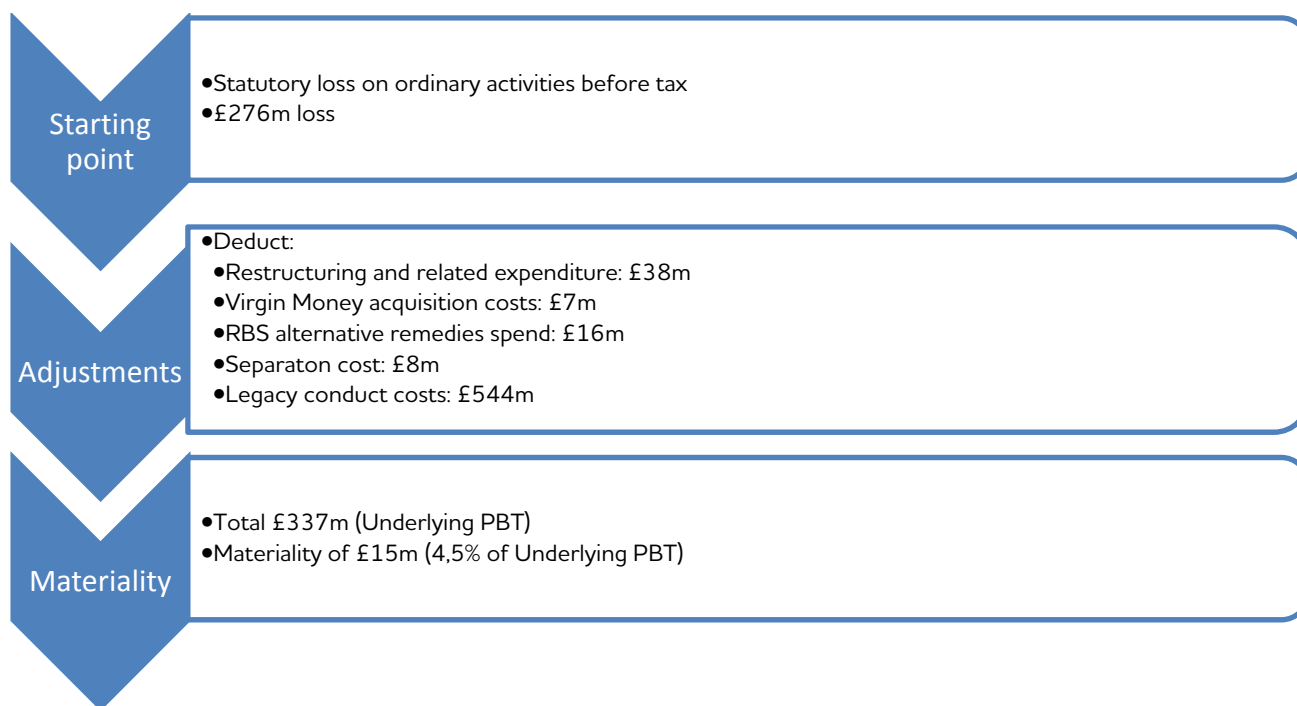 Starting
point
•Statutory loss on ordinary activities before tax
•£276m loss
Adjustments
•Deduct:
•Restructuring and related expenditure: £38m
•Virgin Money acquisition costs: £7m
•RBS alternative remedies spend: £16m
•Separaton cost: £8m
•Legacy conduct costs: £544m
Materiality
•Total £337m (Underlying PBT)
•Materiality of £15m (4,5% of Underlying PBT)